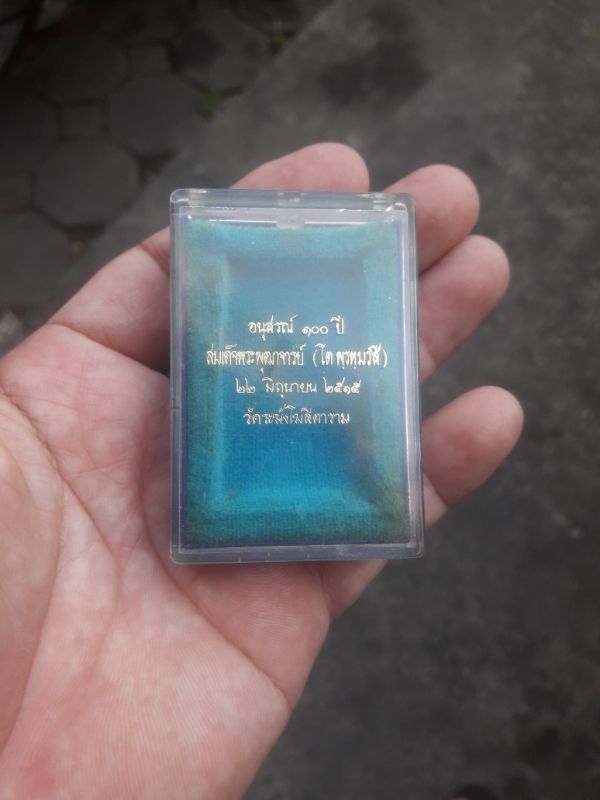 อนุสรณ์ ๑๐๐ ปี
สมเด็จพระพุฒาจารย์ (โต พฺรหฺมรํสี)
๒๒ มิถุนายน ๒๕๑๕
วัดระฆังโฆสิตาราม